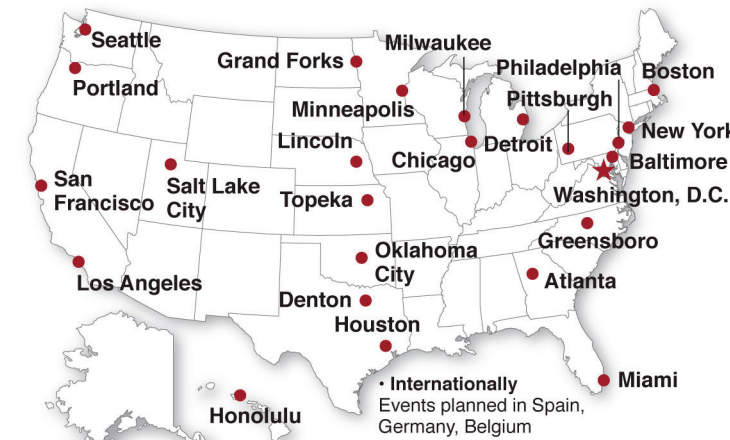 Seattle
Milwaukee
Grand Forks
Philadelphia
Boston
Portland
Pittsburgh
Minneapolis
New York
Lincoln
Detroit
Chicago
Baltimore
San
Francisco
Salt Lake
City
Topeka
Washington, D.C.
Greensboro
Oklahoma
City
Los Angeles
Atlanta
Denton
Houston
Miami
• Internationally
Events planned in Spain,
Germany, Belgium
Honolulu